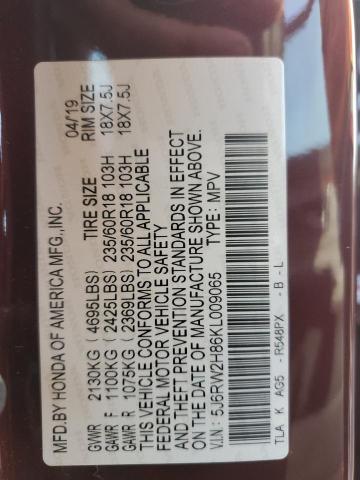 MFD.BY HONDA OF AMERICA MFG.,INC. 04/19
TIRE SIZE RIM SIZE
GVWR 2130KG (4695LBS)
GAWR F 1100KG (2425LBS) 235/60R18 103H 18X7.5J
GAWR R 1075KG (2369LBS) 235/60R18 103H 18X7.5J
THIS VEHICLE CONFORMS TO ALL APPLICABLE
FEDERAL MOTOR VEHICLE SAFETY
AND THEFT PREVENTION STANDARDS IN EFFECT
ON THE DATE OF MANUFACTURE SHOWN ABOVE.
V.I.N: 5J6RW2H86KL009065 TYPE: MPV
TLA K AG5 - R548PX - B - L